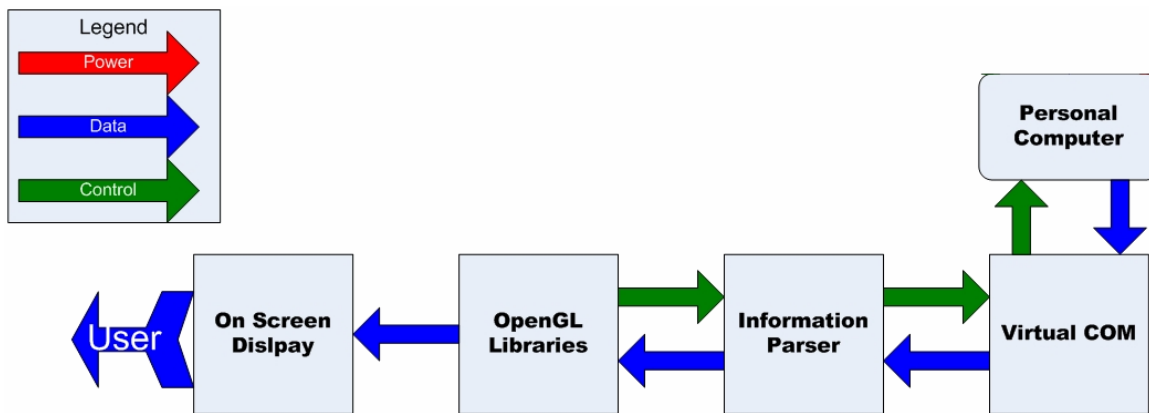 Legend
Power
Data
Control
Personal
Computer
User
On Screen
Dislpay
OpenGL
Libraries
Information
Parser
Virtual COM